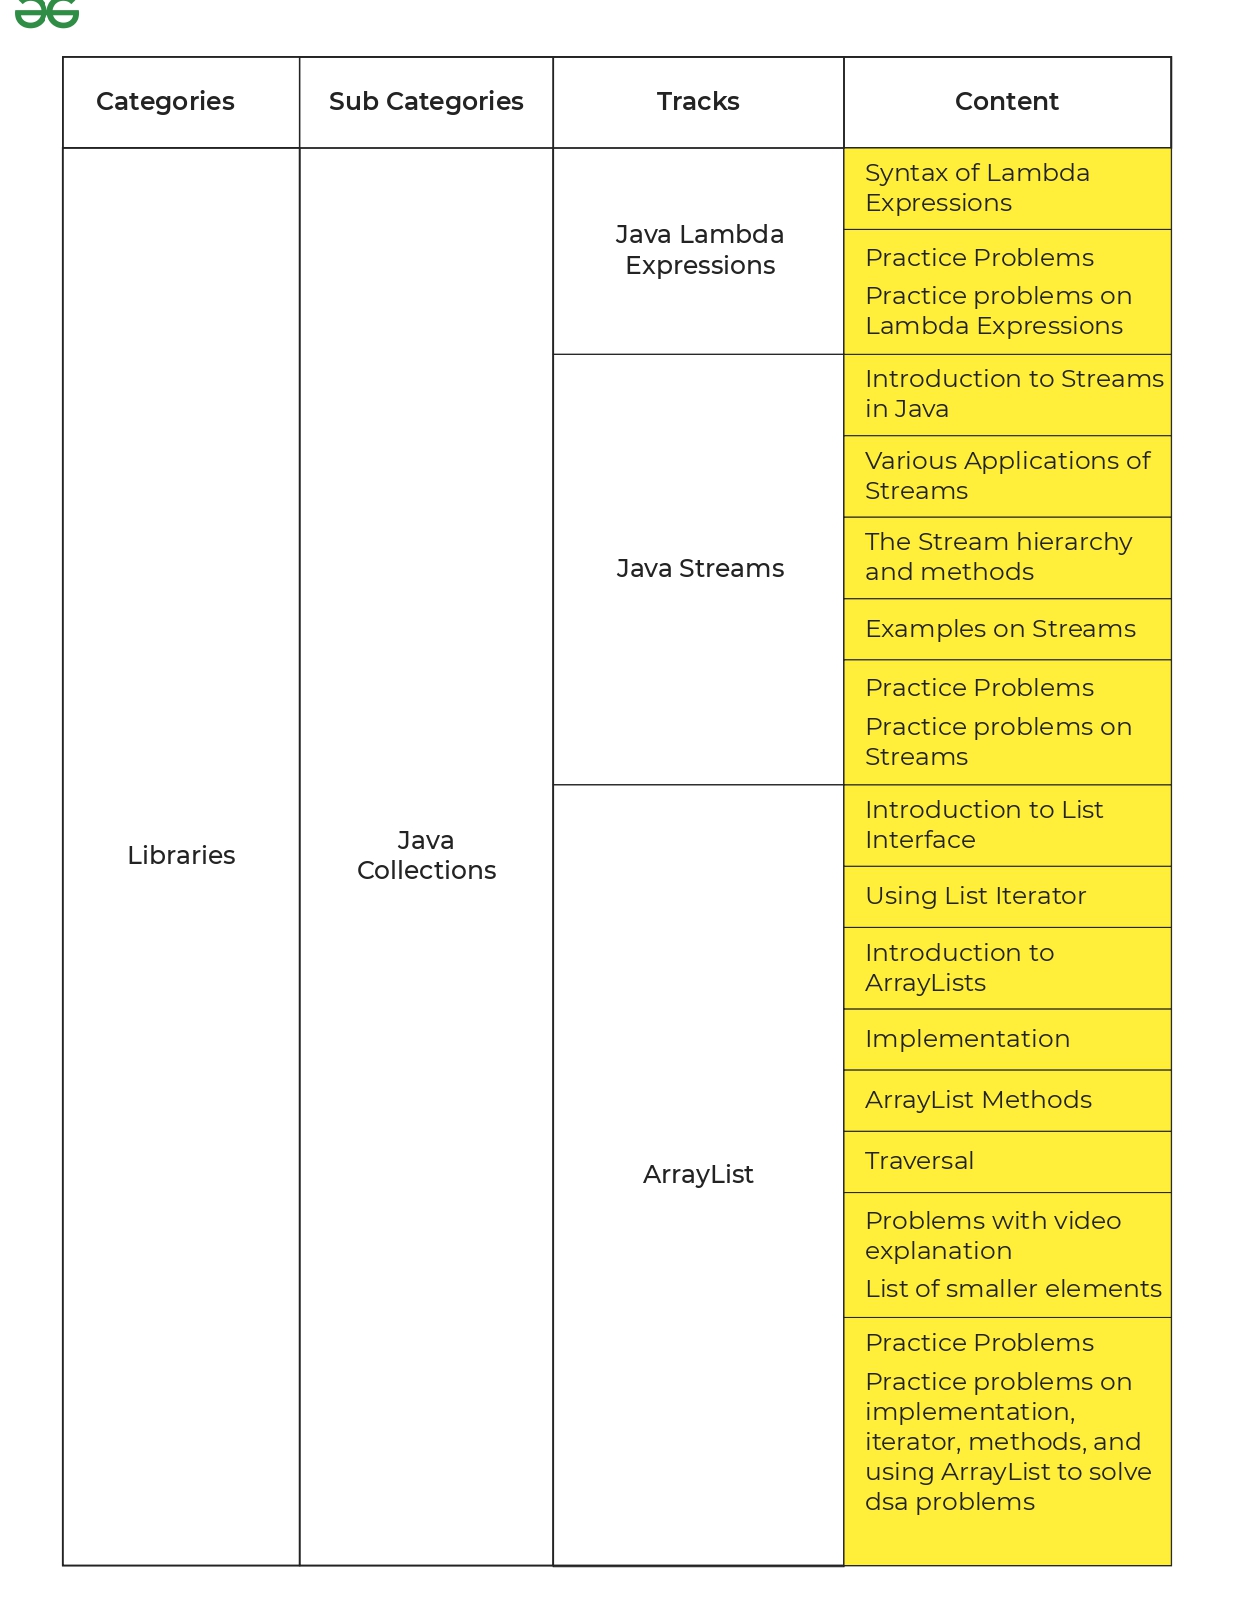 Categories
Sub Categories
Tracks
Content
Libraries
Java
Collections
Java Lambda
Expressions
Syntax of Lambda
Expressions
Practice Problems
Practice problems on
Lambda Expressions
Java Streams
Introduction to Streams
in Java
Various Applications of
Streams
The Stream hierarchy
and methods
Examples on Streams
Practice Problems
Practice problems on
Streams
ArrayList
Introduction to List
Interface
Using List Iterator
Introduction to
ArrayLists
Implementation
ArrayList Methods
Traversal
Problems with video
explanation
List of smaller elements
Practice Problems
Practice problems on
implementation,
iterator, methods, and
using ArrayList to solve
dsa problems